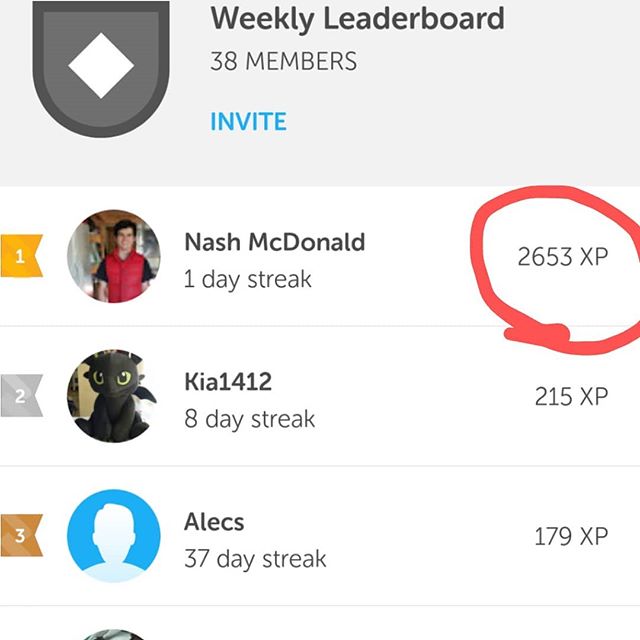 Weekly Leaderboard
38 MEMBERS
INVITE
1
Nash McDonald
2653 XP
1 day streak
2
Kia1412
215 XP
8 day streak
3
Alecs
179 XP
37 day streak